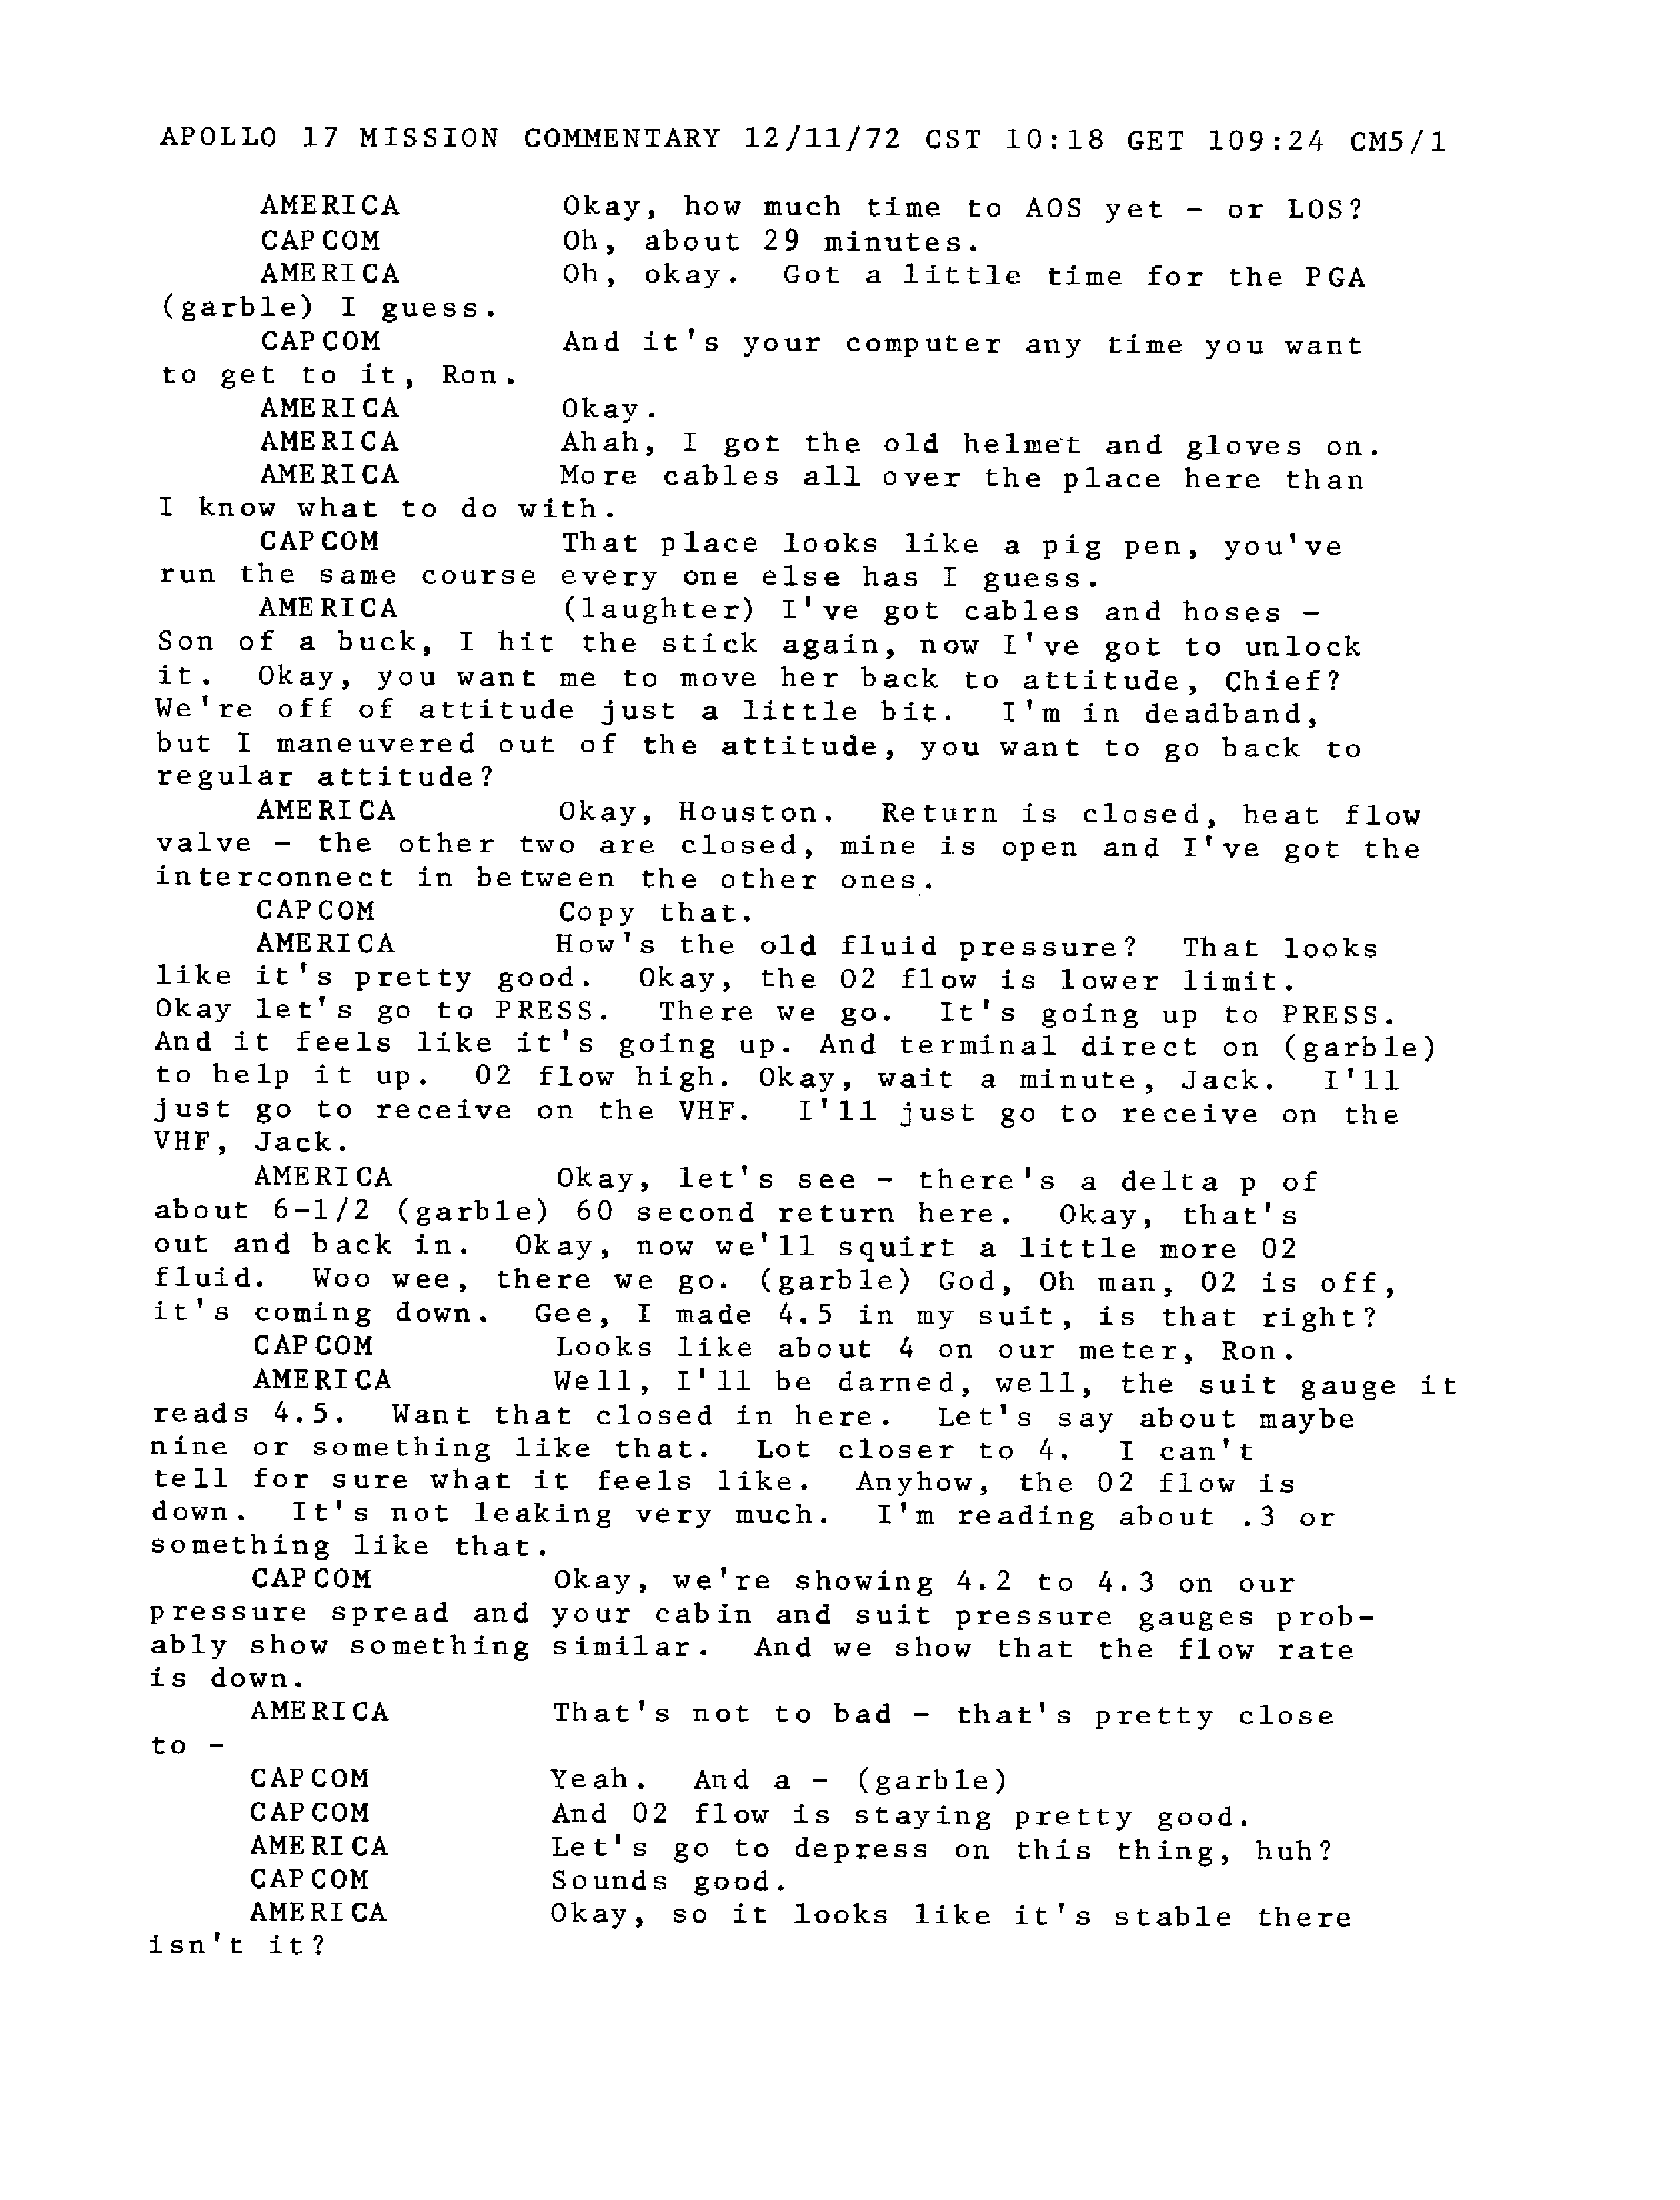 APOLLO 17 MISSION COMMENTARY 12/11/72 CST 10:18 GET 109:24 CM5/1
AMERICA Okay, how much time to AOS yet - or LOS?
CAPCOM Oh, about 29 minutes.
AMERICA Oh, okay. Got a little time for the PGA
(garble) I guess.
CAPCOM And it's your computer any time you want
to get to it, Ron.
AMERICA Okay.
AMERICA Ahah, I got the old helmet and gloves on.
AMERICA More cables all over the place here than
I know what to do with.
CAPCOM That place looks like a pig pen, you've
run the same course every one else has I guess.
AMERICA (laughter) I've got cables and hoses -
Son of a buck, I hit the stick again, now I've got to unlock
it. Okay, you want me to move her back to attitude, Chief?
We're off of attitude just a little bit. I'm in deadband,
but I maneuvered out of the attitude, you want to go back to
regular attitude?
AMERICA Okay, Houston. Return is closed, heat flow
valve - the other two are closed, mine is open and I've got the
interconnect in between the other ones.
CAPCOM Copy that.
AMERICA How's the old fluid pressure? That looks
like it's pretty good. Okay, the O2 flow is lower limit.
Okay let's go to PRESS. There we go. It's going up to PRESS.
And it feels like it's going up. And terminal direct on (garble)
to help it up. O2 flow high. Okay, wait a minute, Jack. I'll
just go to receive on the VHF. I'll just go to receive on the
VHF, Jack.
AMERICA Okay, let's see - there's a delta p of
about 6-1/2 (garble) 60 second return here. Okay, that's
out and back in. Okay, now we'll squirt a little more O2
fluid. Woo wee, there we go. (garble) God, Oh man, O2 is off,
it's coming down. Gee, I made 4.5 in my suit, is that right?
CAPCOM Looks like about 4 on our meter, Ron.
AMERICA Well, I'll be darned, well, the suit gauge it
reads 4.5. Want that closed in here. Let's say about maybe
nine or something like that. Lot closer to 4. I can't
tell for sure what it feels like. Anyhow, the O2 flow is
down. It's not leaking very much. I'm reading about .3 or
something like that.
CAPCOM Okay, we're showing 4.2 to 4.3 on our
pressure spread and your cabin and suit pressure gauges prob-
ably show something similar. And we show that the flow rate
is down.
AMERICA That's not to bad - that's pretty close
to -
CAPCOM Yeah. And a - (garble)
CAPCOM And O2 flow is staying pretty good.
AMERICA Let's go to depress on this thing, huh?
CAPCOM Sounds good.
AMERICA Okay, so it looks like it's stable there
isn't it?